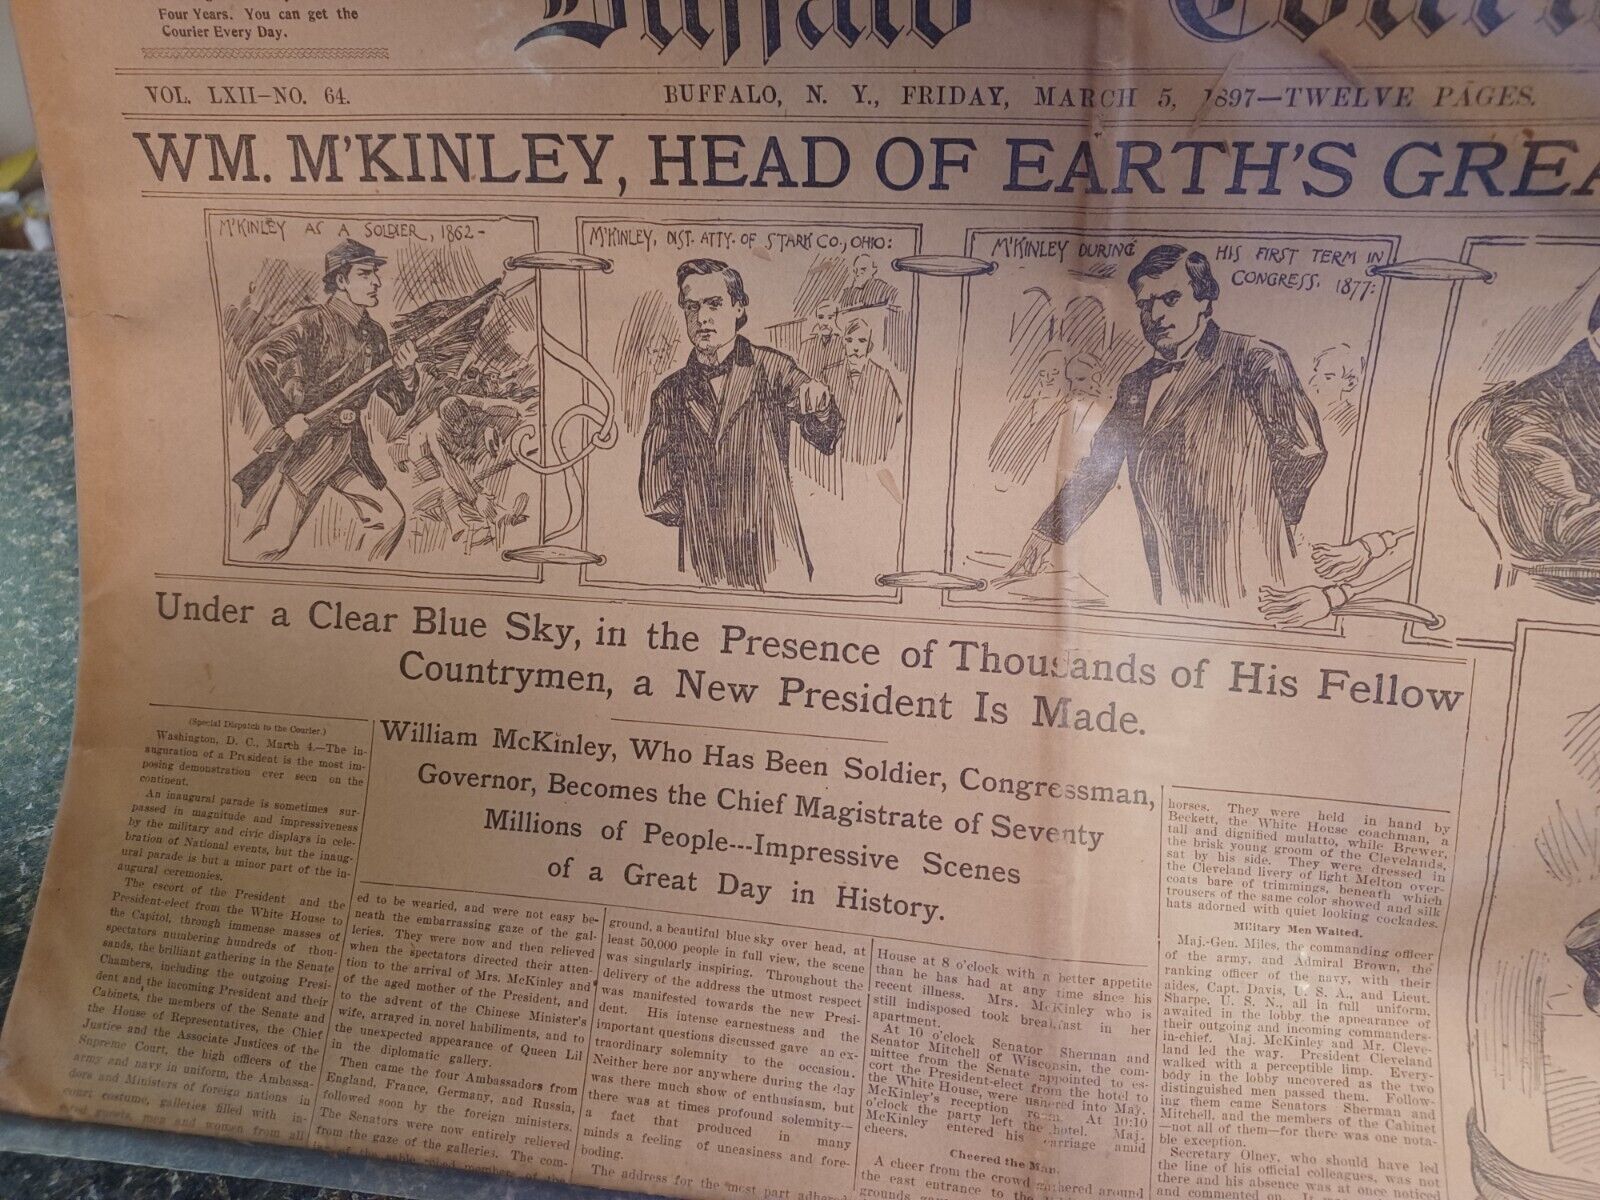 Four Years. You can get the
Courier Every Day.
Buffalo
VOL. LXII—NO. 64.
BUFFALO, N. Y., FRIDAY, MARCH 5, 1897—TWELVE PAGES.
WM. M'KINLEY, HEAD OF EARTH'S
M'KINLEY AS A SOLDIER, 1862-
M'KINLEY, DIST. ATTY. OF STARK CO., OHIO:
M'KINLEY DURING HIS FIRST TERM IN
CONGRESS, 1877:
US
Under a Clear Blue Sky, in the Presence of Thousands of His Fellow
Countrymen, a New President Is Made.
(Special Dispatch to the Courier.)
Washington, D. C., March 4.—The in-
auguration of a President is the most im-
posing demonstration ever seen on the
continent.
An inaugural parade is sometimes sur-
passed in magnitude and impressiveness
by the military and civic displays in cele-
bration of National events, but the inaug-
ural parade is but a minor part of the in-
augural ceremonies.
The escort of the President and the
President-elect from the White House to
the Capitol, through immense masses of
spectators numbering hundreds of thou-
sands, the brilliant gathering in the Senate
Chambers, including the outgoing Presi-
dent and the incoming President and their
Cabinets, the members of the Senate and
the House of Representatives, the Chief
Justice and the Associate Justices of the
Supreme Court, the high officers of the
army and navy in uniform, the Ambassa-
dors and Ministers of foreign nations in
court costume, galleries filled with in-
guests, men and women from all
William McKinley, Who Has Been Soldier, Congressman,
Governor, Becomes the Chief Magistrate of Seventy
Millions of People---Impressive Scenes
of a Great Day in History.
ed to be wearied, and were not easy be-
neath the embarrassing gaze of the gal-
leries. They were now and then relieved
when the spectators directed their atten-
tion to the arrival of Mrs. McKinley and
of the aged mother of the President, and
to the advent of the Chinese Minister's
wife, arrayed in novel habiliments, and to
the unexpected appearance of Queen Lil
in the diplomatic gallery.
Then came the four Ambassadors from
England, France, Germany, and Russia,
followed soon by the foreign ministers.
The Senators were now entirely relieved
from the gaze of the galleries. The com-
of the members of the
ground, a beautiful blue sky over head, at
least 50,000 people in full view, the scene
was singularly inspiring. Throughout the
delivery of the address the utmost respect
was manifested towards the new Presi-
dent. His intense earnestness and the
important questions discussed gave an ex-
traordinary solemnity to the occasion.
Neither here nor anywhere during the day
was there much show of enthusiasm, but
there was at times profound solemnity—
a fact that produced in many
minds a feeling of uneasiness and fore-
boding.
The address for the most part
House at 8 o'clock with a better appetite
than he has had at any time since his
recent illness. Mrs. McKinley who is
still indisposed took breakfast in her
apartment.
At 10 o'clock Senator Sherman and
Senator Mitchell of Wisconsin, the com-
mittee from the Senate appointed to es-
cort the President-elect from the hotel to
the White House, were ushered into Maj.
McKinley's reception room. At 10:10
o'clock the party left the hotel. Maj.
McKinley entered his carriage amid
cheers.
Cheered the Man.
A cheer from the crowd gathered around
the east entrance to the
grounds
horses. They were held in hand by
Beckett, the White House coachman, a
tall and dignified mulatto, while Brewer,
the brisk young groom of the Clevelands,
sat by his side. They were dressed in
the Cleveland livery of light Melton over-
coats bare of trimmings, beneath which
trousers of the same color showed and silk
hats adorned with quiet looking cockades.
Military Men Waited.
Maj.-Gen. Miles, the commanding officer
of the army, and Admiral Brown, the
ranking officer of the navy, with their
aides, Capt. Davis, U. S. A., and Lieut.
Sharpe, U. S. N., all in full uniform,
awaited in the lobby the appearance of
their outgoing and incoming commanders-
in-chief. Maj. McKinley and Mr. Cleve-
land led the way. President Cleveland
walked with a perceptible limp. Every-
body in the lobby uncovered as the two
distinguished men passed them. Follow-
ing them came Senators Sherman and
Mitchell, and the members of the Cabinet
—not all of them—for there was one nota-
ble exception.
Secretary Olney, who should have led
the line of his official colleagues, was not
there and his absence was at once noticed
and commented on.